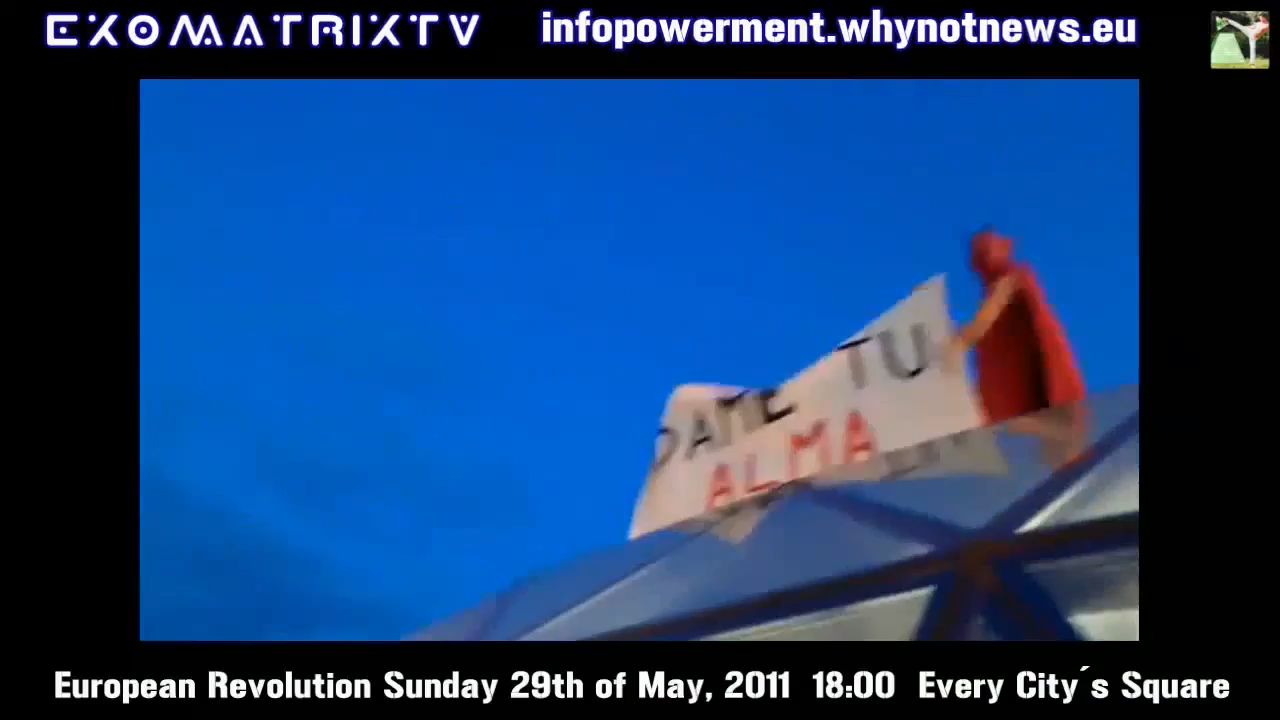 EXOMATRIXTV infopowerment.whynotnews.eu
DAME TU
ALMA
European Revolution Sunday 29th of May, 2011 18:00 Every City´s Square